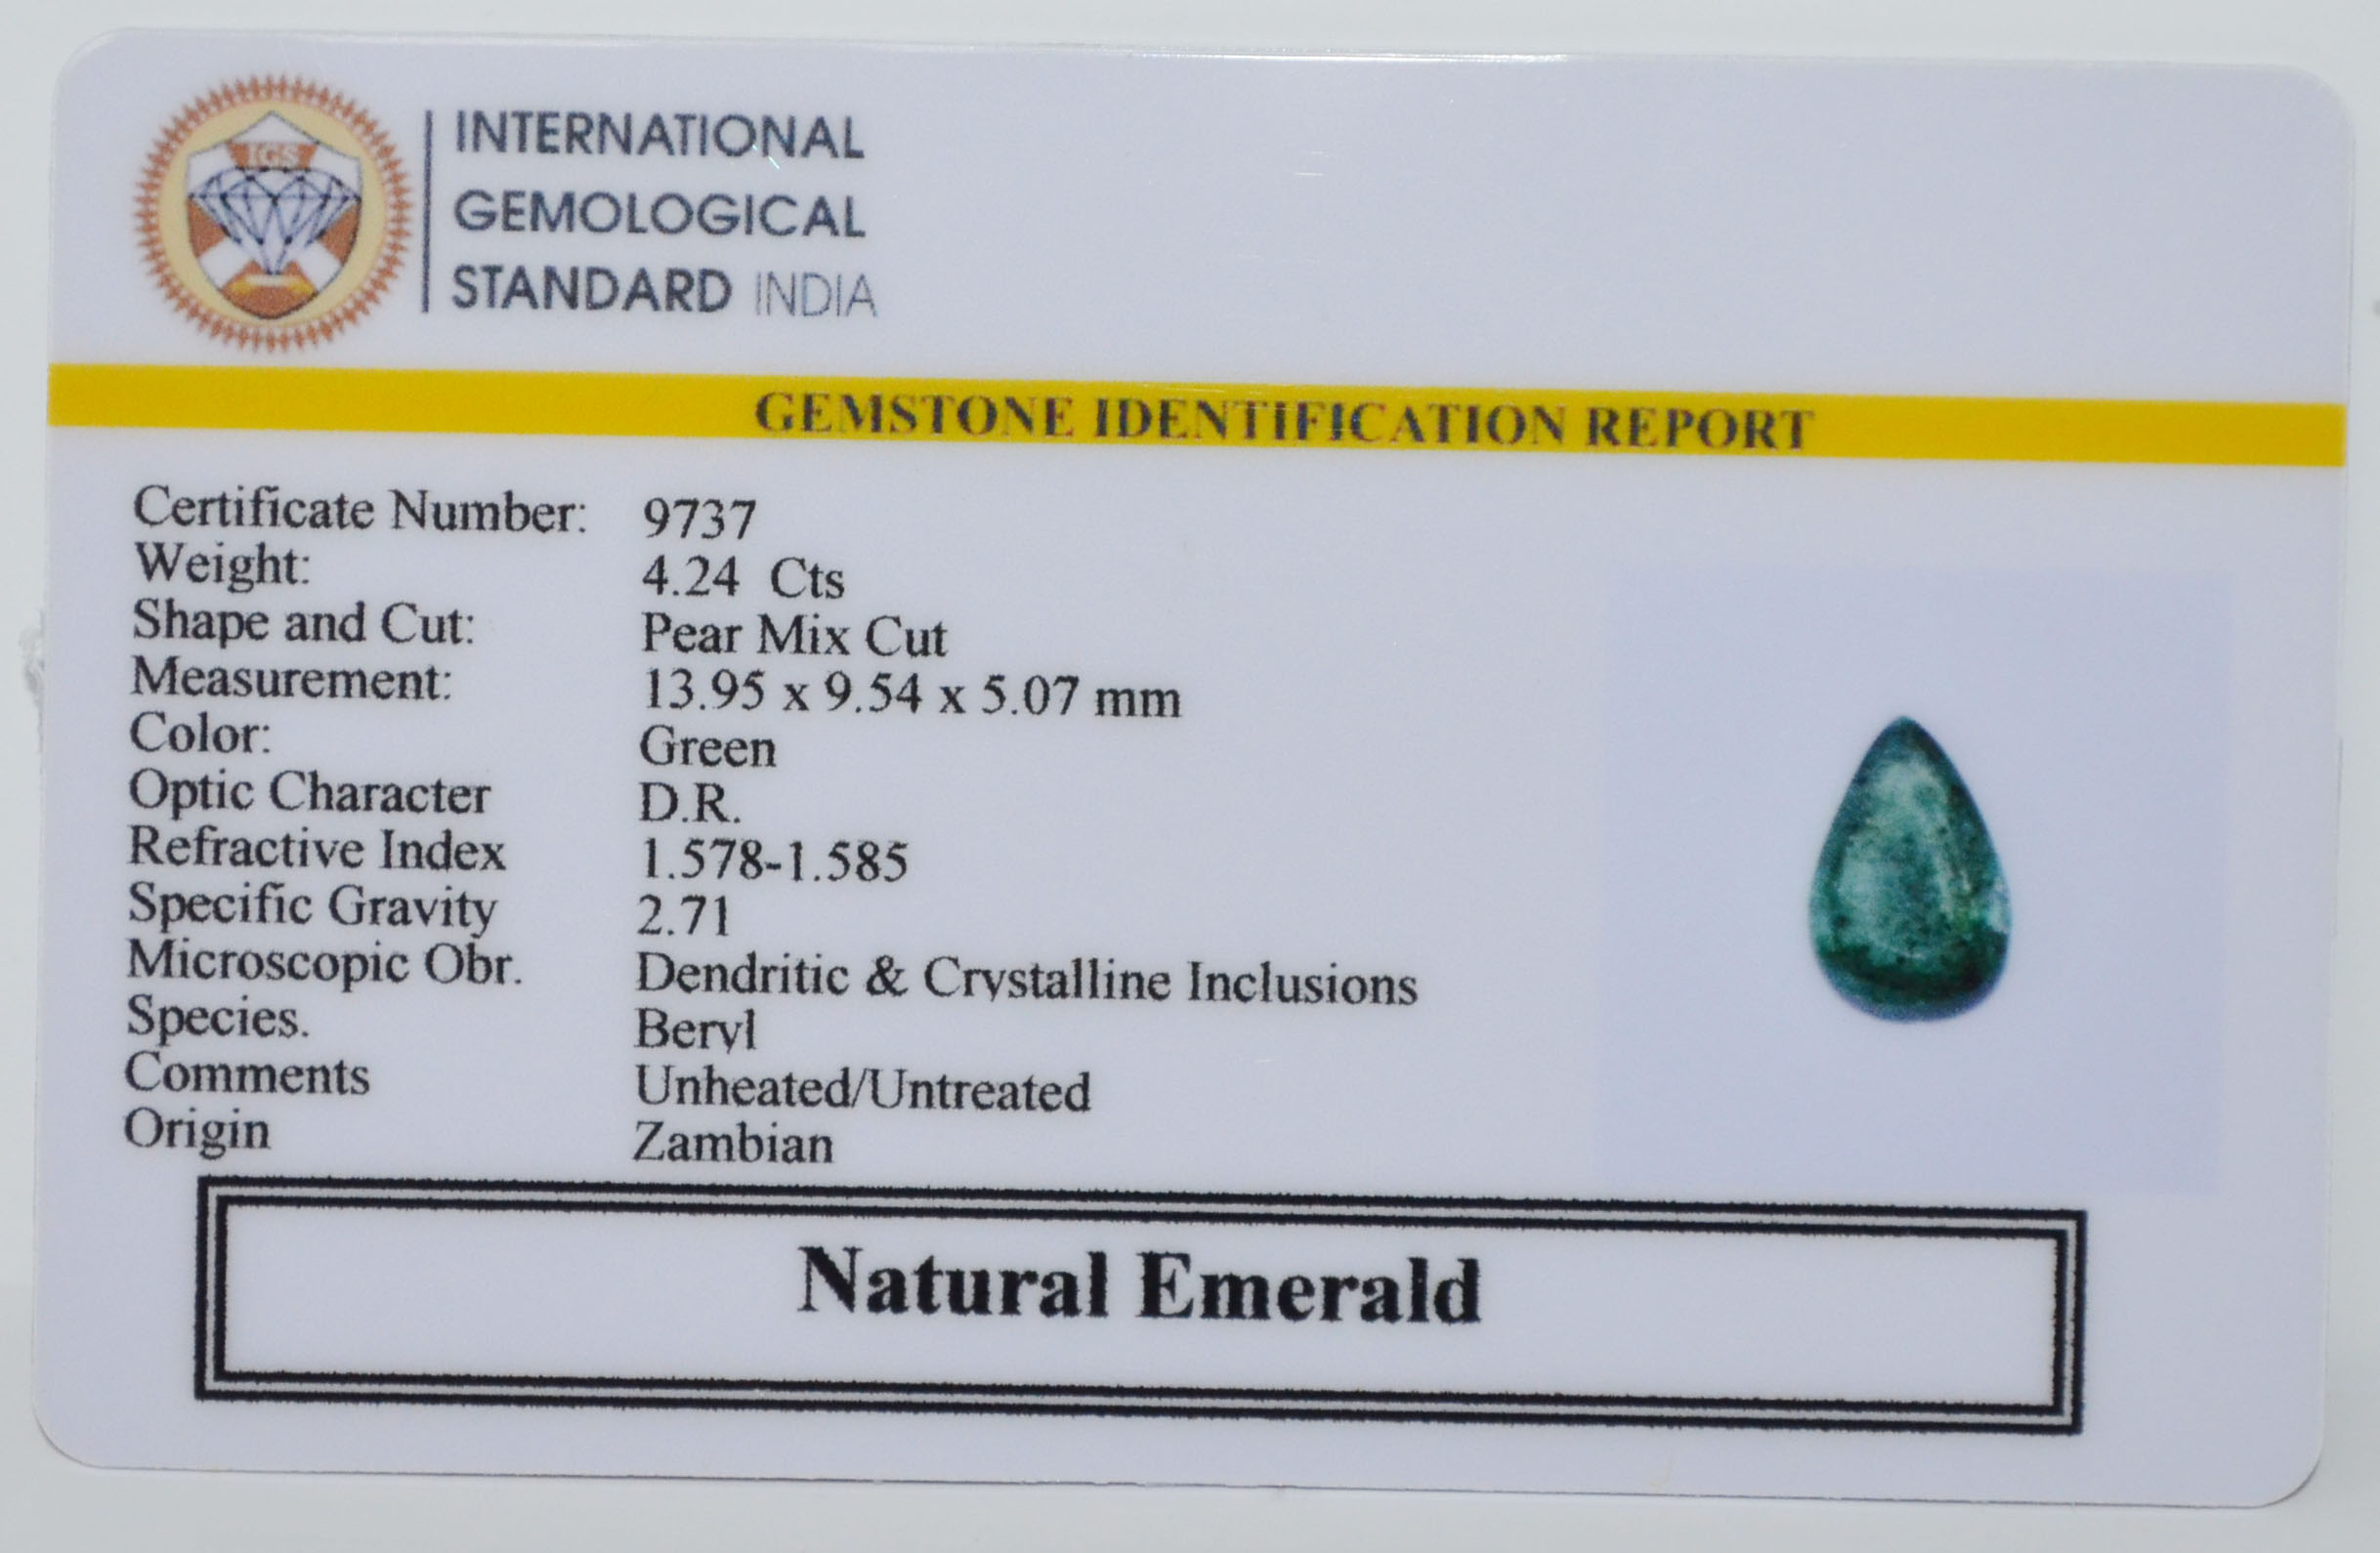 IGS
INTERNATIONAL
GEMOLOGICAL
STANDARD INDIA
GEMSTONE IDENTIFICATION REPORT
Certificate Number: 9737
Weight: 4.24 Cts
Shape and Cut: Pear Mix Cut
Measurement: 13.95 x 9.54 x 5.07 mm
Color: Green
Optic Character D.R.
Refractive Index 1.578-1.585
Specific Gravity 2.71
Microscopic Obr. Dendritic & Crystalline Inclusions
Species. Beryl
Comments Unheated/Untreated
Origin Zambian
Natural Emerald